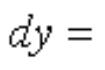 dy =